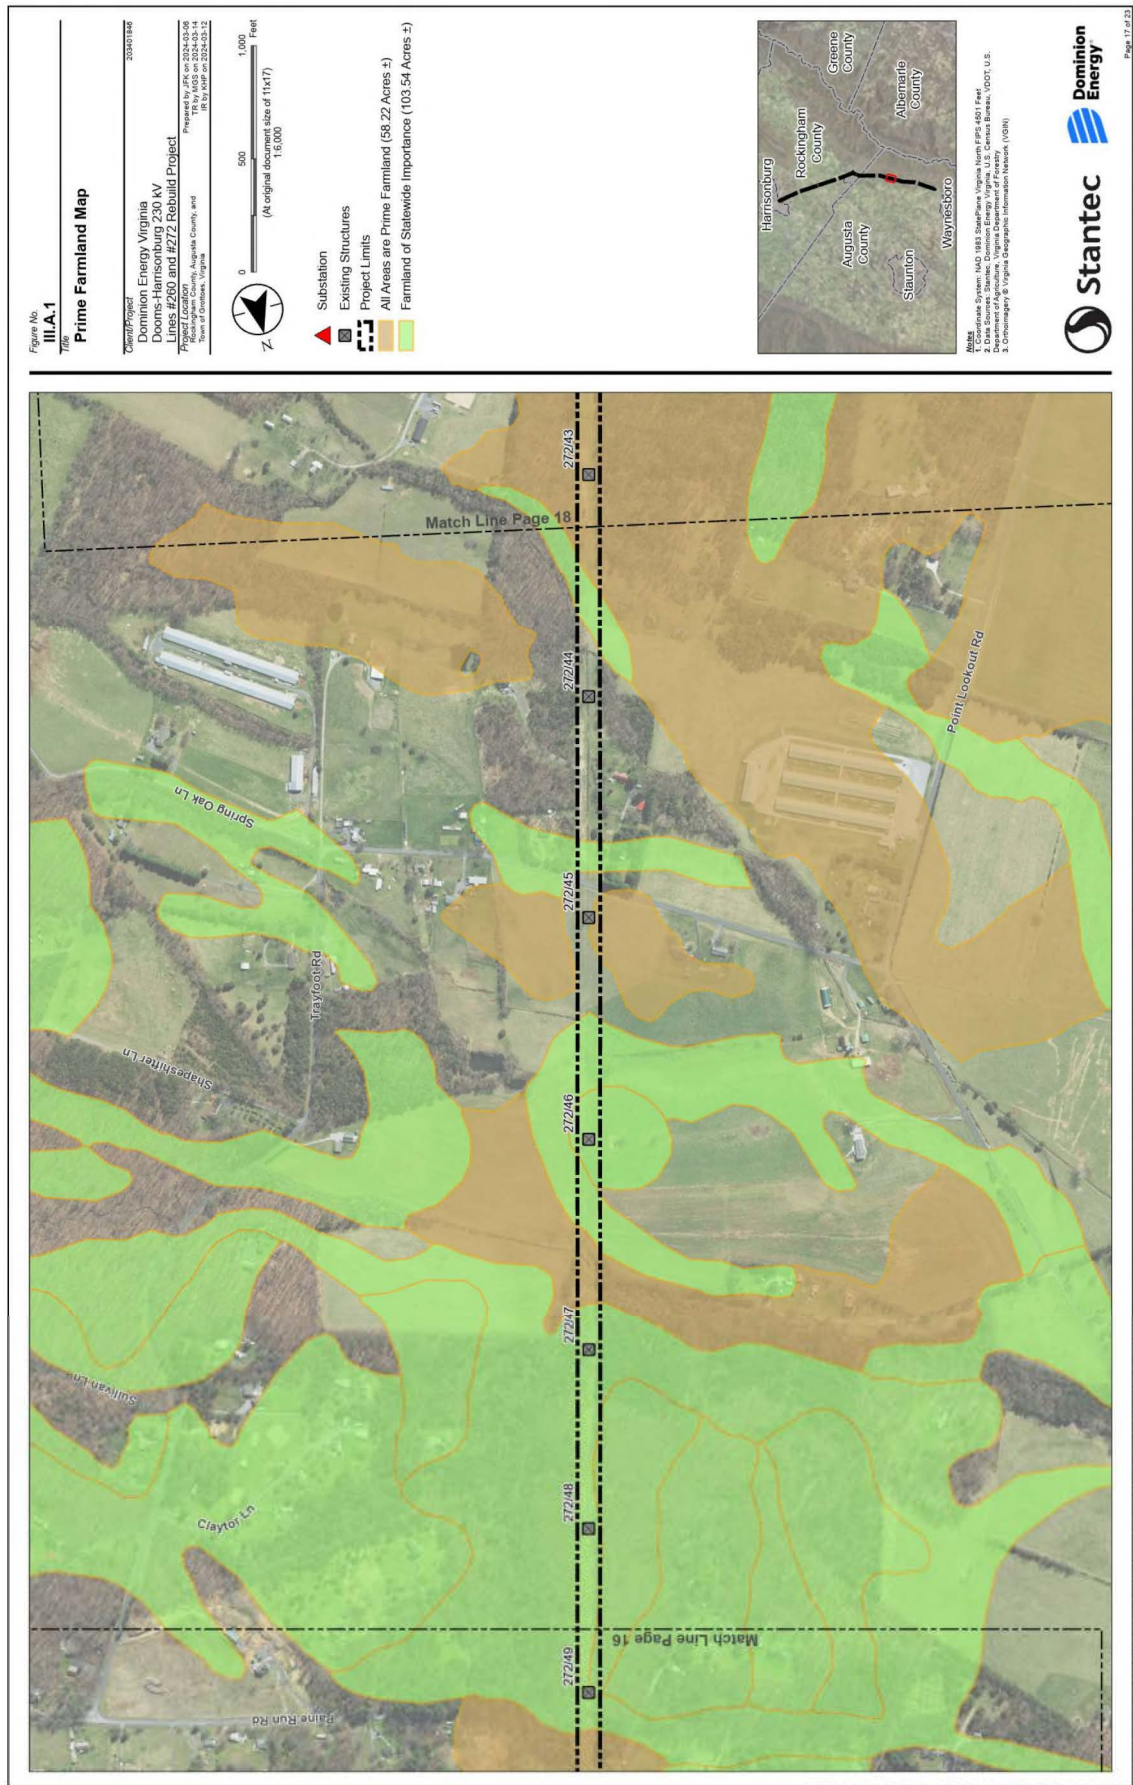 Figure No.
III.A.1
Title
Prime Farmland Map
Client/Project
203401846
Dominion Energy Virginia
Dooms-Harrisonburg 230 kV
Lines #260 and #272 Rebuild Project
Project Location
Rockingham County, Augusta County, and
Town of Grottoes, Virginia
Prepared by JFK on 2024-03-06
TR by MGS on 2024-03-14
IR by KHP on 2024-03-12
N
0 500 1,000
Feet
(At original document size of 11x17)
1:6,000
Substation
Existing Structures
Project Limits
All Areas are Prime Farmland (58.22 Acres ±)
Farmland of Statewide Importance (103.54 Acres ±)
Harrisonburg
Rockingham
County
Greene
County
Augusta
County
Albemarle
County
Staunton
Waynesboro
Notes
1. Coordinate System: NAD 1983 StatePlane Virginia North FIPS 4501 Feet
2. Data Sources: Stantec, Dominion Energy Virginia, U.S. Census Bureau, VDOT, U.S.
Department of Agriculture, Virginia Department of Forestry
3. Orthoimagery © Virginia Geographic Information Network (VGIN)
Stantec
Dominion
Energy®
Page 17 of 23
272/49
272/48
272/47
272/46
272/45
272/44
272/43
Match Line Page 16
Match Line Page 18
Paine Run Rd
Claytor Ln
Sullivan Ln
Shapeshifter Ln
Trayfoot Rd
Spring Oak Ln
Point Lookout Rd